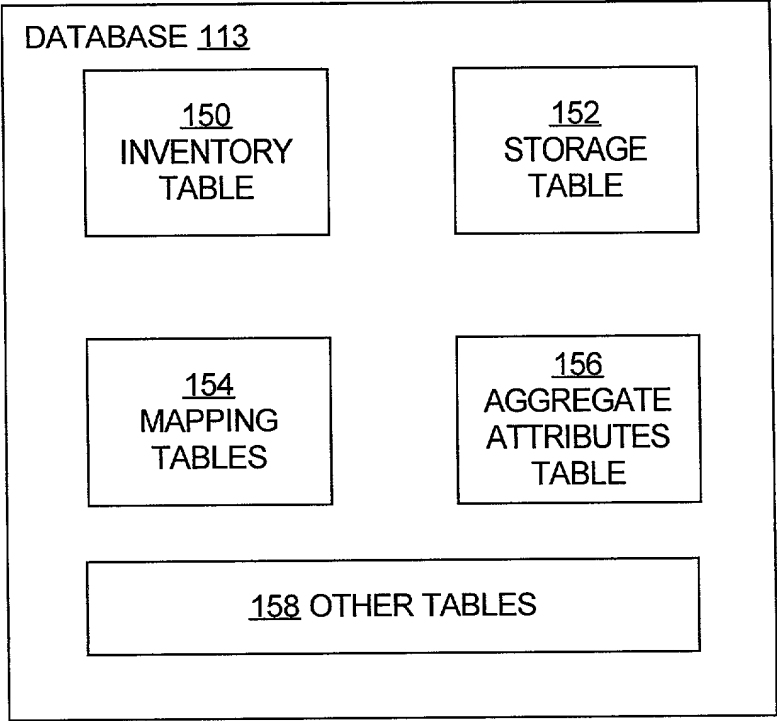 DATABASE 113
150
INVENTORY
TABLE
152
STORAGE
TABLE
154
MAPPING
TABLES
156
AGGREGATE
ATTRIBUTES
TABLE
158 OTHER TABLES